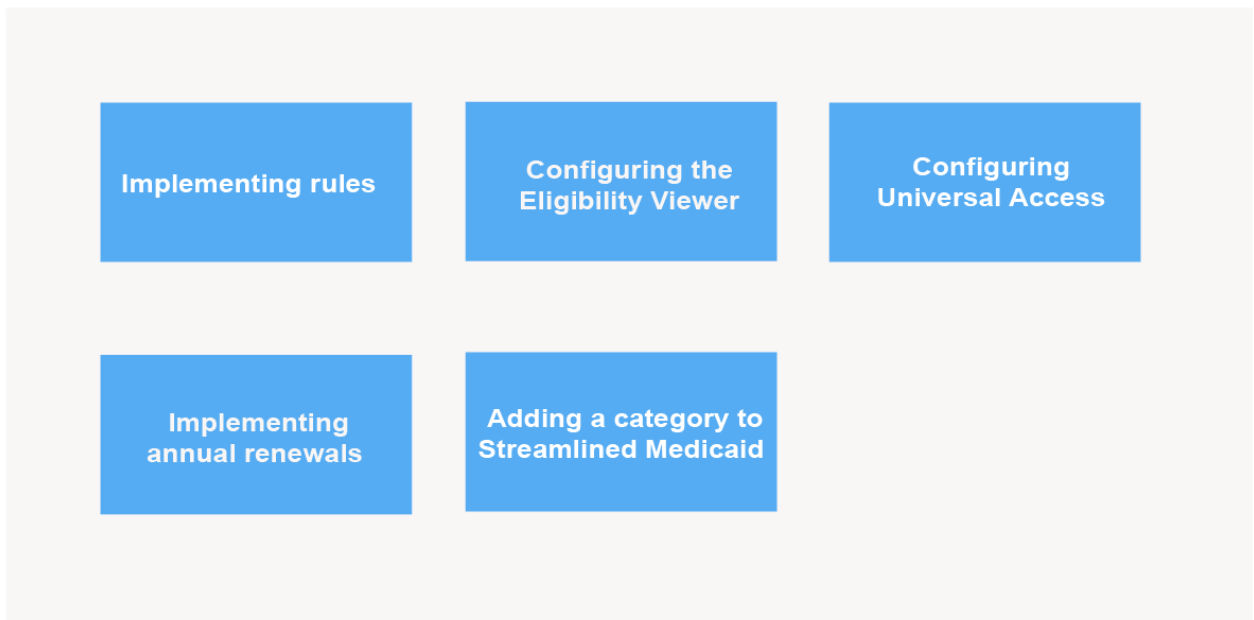 Implementing rules
Configuring the
Eligibility Viewer
Configuring
Universal Access
Implementing
annual renewals
Adding a category to
Streamlined Medicaid